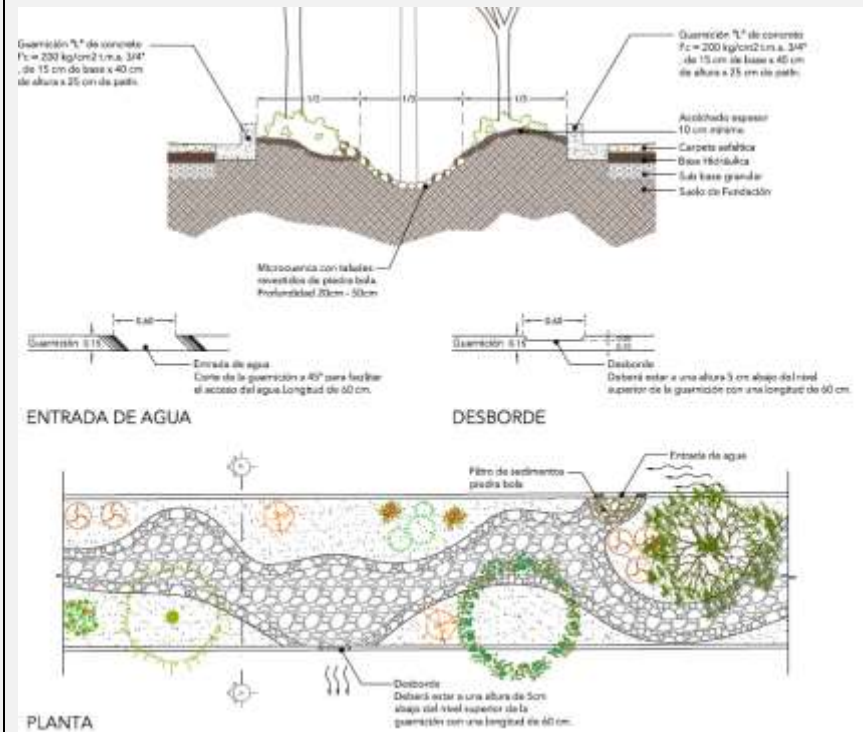 Guarnición "L" de concreto
f'c = 200 kg/cm2 t.m.a. 3/4"
, de 15 cm de base x 40 cm
de altura x 25 cm de patín.
Guarnición "L" de concreto
f'c = 200 kg/cm2 t.m.a. 3/4"
, de 15 cm de base x 40 cm
de altura x 25 cm de patín.
1/3
1/3
1/3
Acolchado espesor
10 cm mínimo
Carpeta asfáltica
Base Hidráulica
Sub base granular
Suelo de Fundación
Microcuenca con taludes
revestidos de piedra bola.
Profundidad 20cm - 50cm
0.60
Guarnición 0.15
Entrada de agua
Corte de la guarnición a 45° para facilitar
el acceso del agua. Longitud de 60 cm.
ENTRADA DE AGUA
0.60
Guarnición 0.15
Desborde
Deberá estar a una altura 5 cm abajo del nivel
superior de la guarnición con una longitud de 60 cm.
DESBORDE
Entrada de agua
Filtro de sedimentos
piedra bola
Desborde
Deberá estar a una altura de 5cm
abajo del nivel superior de la
guarnición con una longitud de 60 cm.
PLANTA